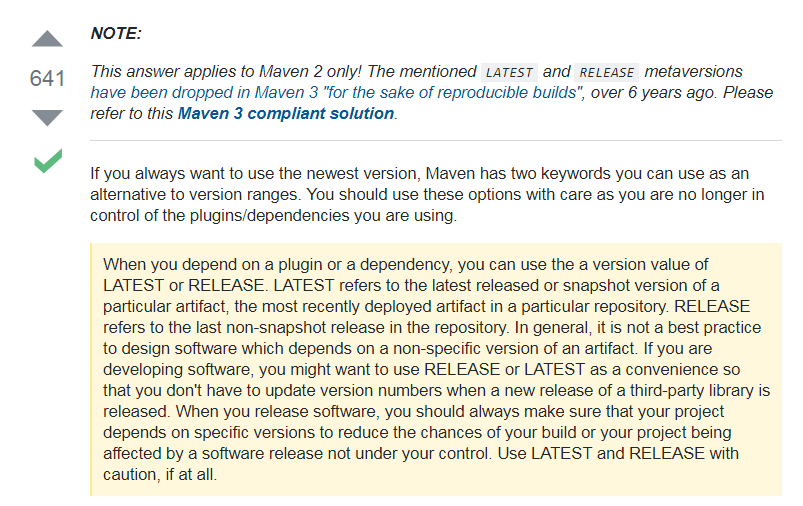 NOTE:
641
This answer applies to Maven 2 only! The mentioned LATEST and RELEASE metaversions
have been dropped in Maven 3 "for the sake of reproducible builds", over 6 years ago. Please
refer to this Maven 3 compliant solution.
If you always want to use the newest version, Maven has two keywords you can use as an
alternative to version ranges. You should use these options with care as you are no longer in
control of the plugins/dependencies you are using.
When you depend on a plugin or a dependency, you can use the a version value of
LATEST or RELEASE. LATEST refers to the latest released or snapshot version of a
particular artifact, the most recently deployed artifact in a particular repository. RELEASE
refers to the last non-snapshot release in the repository. In general, it is not a best practice
to design software which depends on a non-specific version of an artifact. If you are
developing software, you might want to use RELEASE or LATEST as a convenience so
that you don't have to update version numbers when a new release of a third-party library is
released. When you release software, you should always make sure that your project
depends on specific versions to reduce the chances of your build or your project being
affected by a software release not under your control. Use LATEST and RELEASE with
caution, if at all.